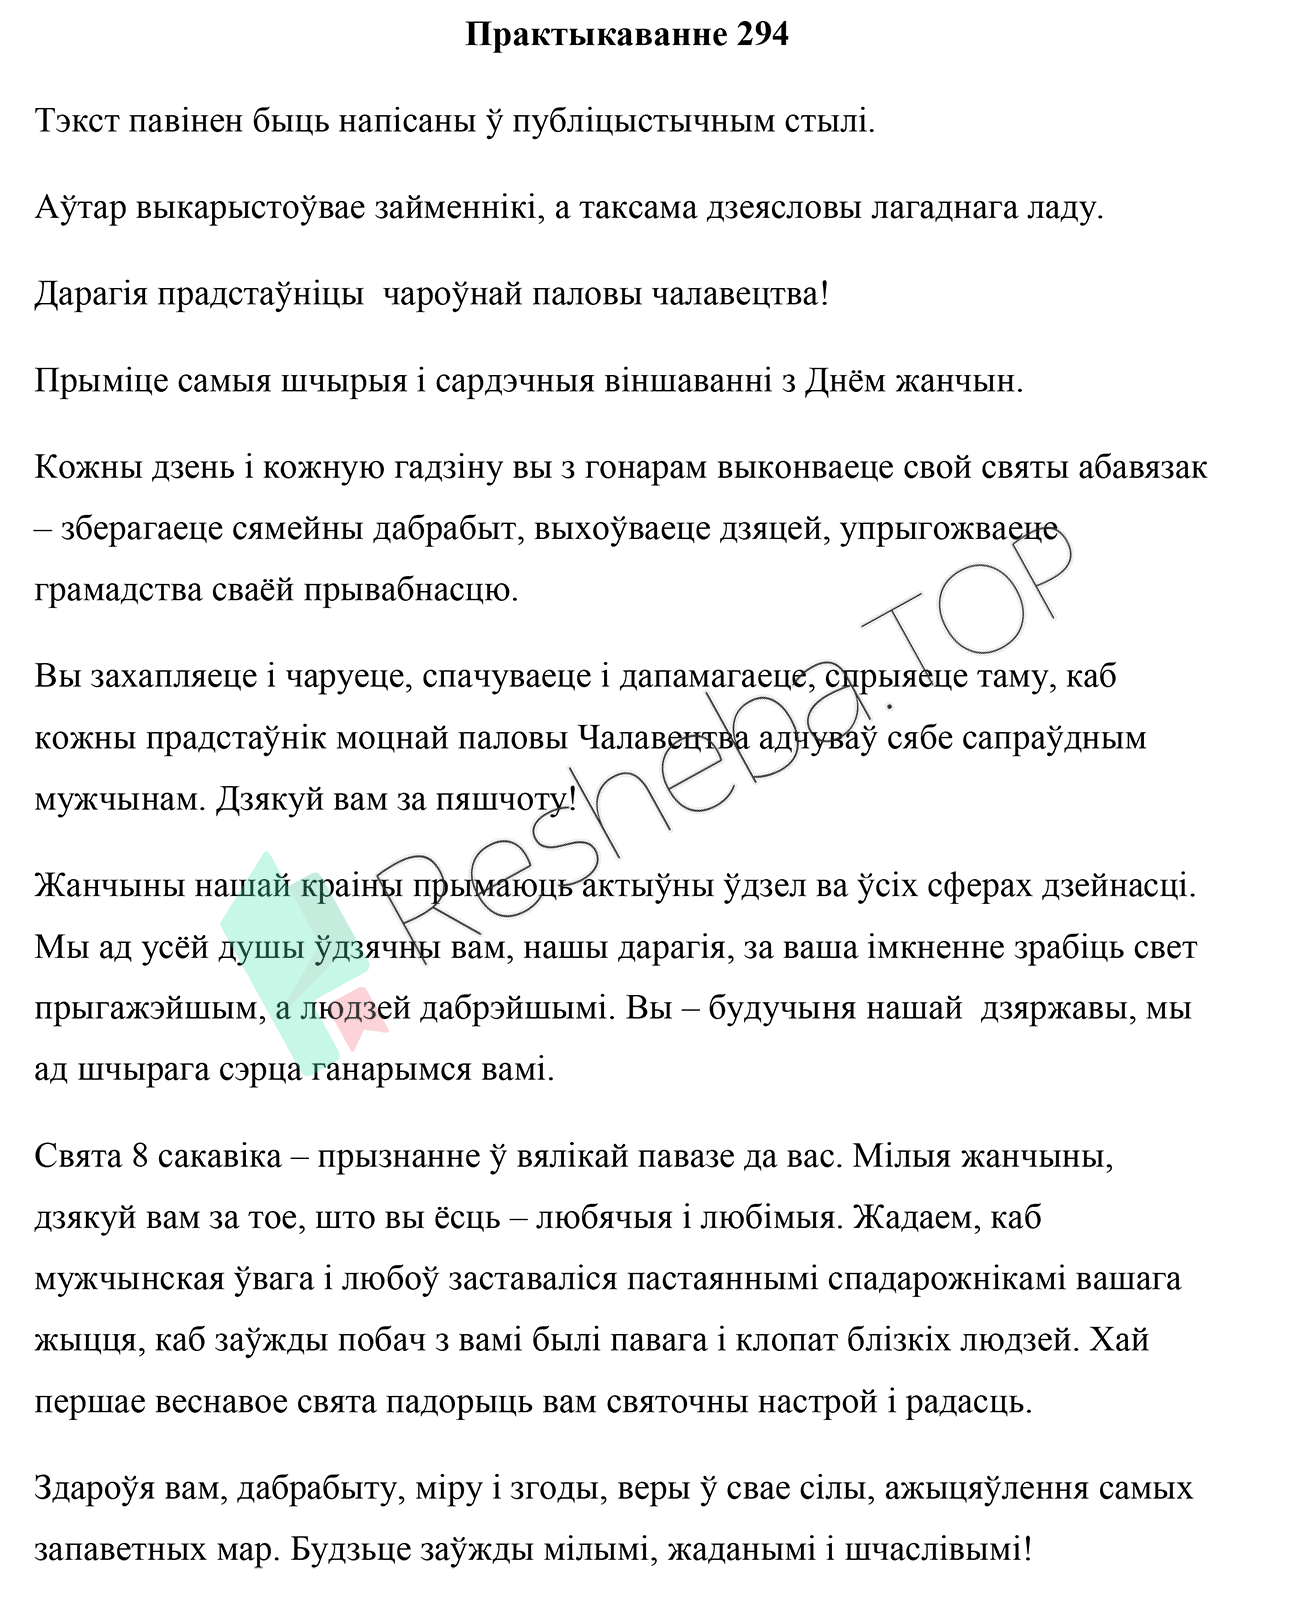 Практыкаванне 294
Тэкст павінен быць напісаны ў публіцыстычным стылі.
Аўтар выкарыстоўвае займеннікі, а таксама дзеясловы лагаднага ладу.
Дарагія прадстаўніцы  чароўнай паловы чалавецтва!
Прыміце самыя шчырыя і сардэчныя віншаванні з Днём жанчын.
Кожны дзень і кожную гадзіну вы з гонарам выконваеце свой святы абавязак
– зберагаеце сямейны дабрабыт, выхоўваеце дзяцей, упрыгожваеце
грамадства сваёй прывабнасцю.
Вы захапляеце і чаруеце, спачуваеце і дапамагаеце, спрыяеце таму, каб
кожны прадстаўнік моцнай паловы Чалавецтва адчуваў сябе сапраўдным
мужчынам. Дзякуй вам за пяшчоту!
Жанчыны нашай краіны прымаюць актыўны ўдзел ва ўсіх сферах дзейнасці.
Мы ад усёй душы ўдзячны вам, нашы дарагія, за ваша імкненне зрабіць свет
прыгажэйшым, а людзей дабрэйшымі. Вы – будучыня нашай  дзяржавы, мы
ад шчырага сэрца ганарымся вамі.
Свята 8 сакавіка – прызнанне ў вялікай павазе да вас. Мілыя жанчыны,
дзякуй вам за тое, што вы ёсць – любячыя і любімыя. Жадаем, каб
мужчынская ўвага і любоў заставаліся пастаяннымі спадарожнікамі вашага
жыцця, каб заўжды побач з вамі былі павага і клопат блізкіх людзей. Хай
першае веснавое свята падорыць вам святочны настрой і радасць.
Здароўя вам, дабрабыту, міру і згоды, веры ў свае сілы, ажыцяўлення самых
запаветных мар. Будзьце заўжды мілымі, жаданымі і шчаслівымі!
Resheba.TOP